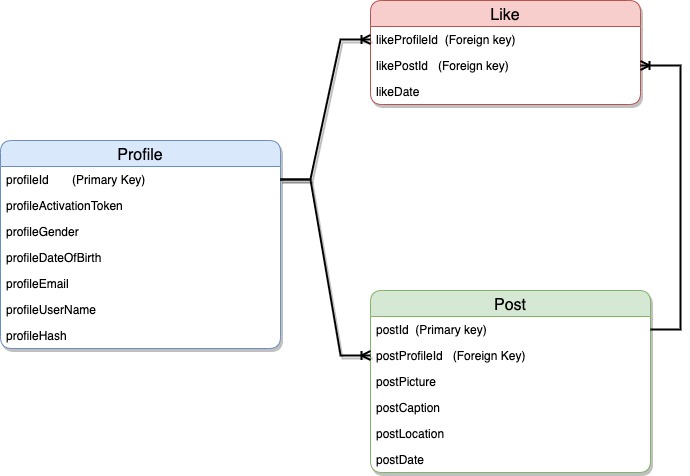 Like
likeProfileId (Foreign key)
likePostId (Foreign key)
likeDate
Profile
profileId (Primary Key)
profileActivationToken
profileGender
profileDateOfBirth
profileEmail
profileUserName
profileHash
Post
postId (Primary key)
postProfileId (Foreign Key)
postPicture
postCaption
postLocation
postDate